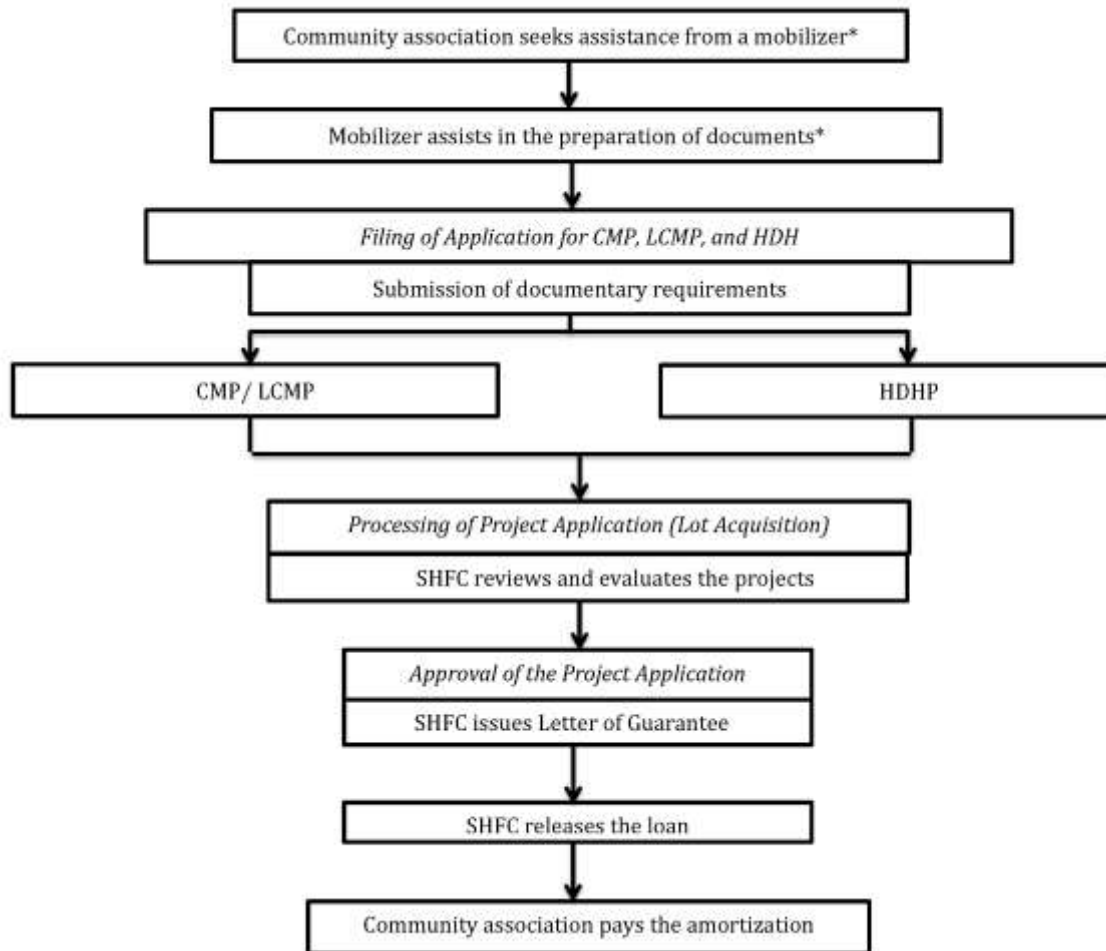 Community association seeks assistance from a mobilizer*
Mobilizer assists in the preparation of documents*
Filing of Application for CMP, LCMP, and HDH
Submission of documentary requirements
CMP/ LCMP
HDHP
Processing of Project Application (Lot Acquisition)
SHFC reviews and evaluates the projects
Approval of the Project Application
SHFC issues Letter of Guarantee
SHFC releases the loan
Community association pays the amortization